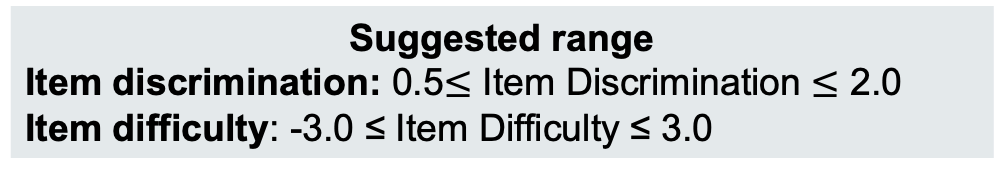 Suggested range
Item discrimination: 0.5≤ Item Discrimination ≤ 2.0
Item difficulty: -3.0 ≤ Item Difficulty ≤ 3.0